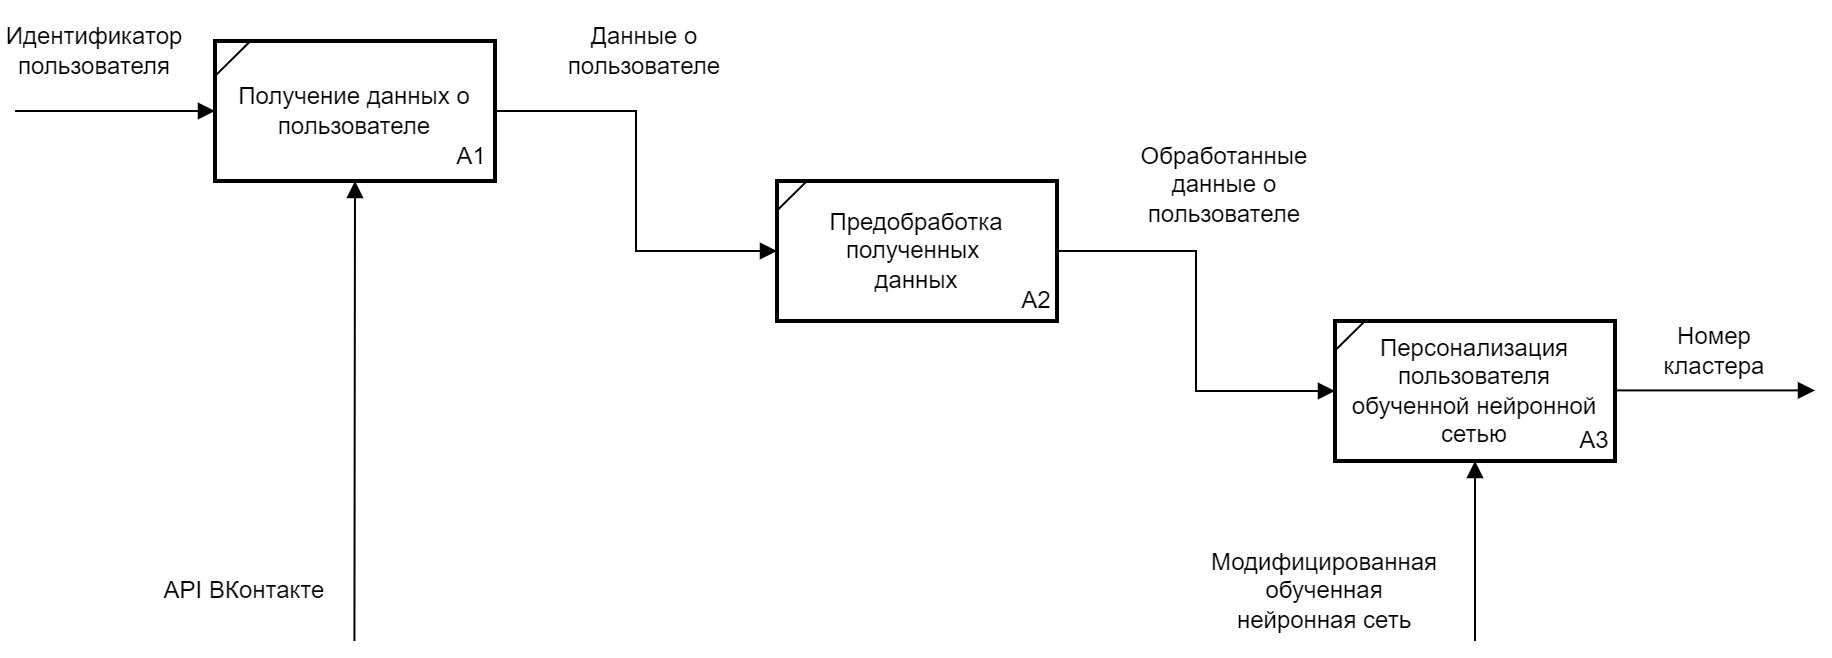 Идентификатор
пользователя
Получение данных о
пользователе
A1
Данные о
пользователе
Предобработка
полученных
данных
A2
Обработанные
данные о
пользователе
Персонализация
пользователя
обученной нейронной
сетью
A3
Номер
кластера
API ВКонтакте
Модифицированная
обученная
нейронная сеть